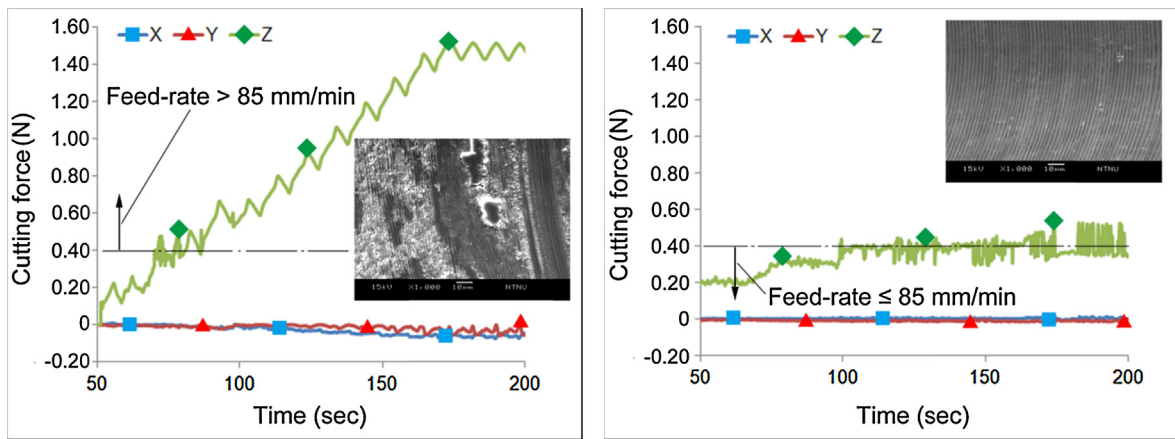 X Y Z
1.60
1.40
1.20
1.00
0.80
0.60
0.40
0.20
0
-0.20
Cutting force (N)
Feed-rate > 85 mm/min
15kV X1,000 10µm NTNU
50 100 150 200
Time (sec)
X Y Z
1.60
1.40
1.20
1.00
0.80
0.60
0.40
0.20
0
-0.20
Cutting force (N)
15kV X1,000 10µm NTNU
Feed-rate ≤ 85 mm/min
50 100 150 200
Time (sec)